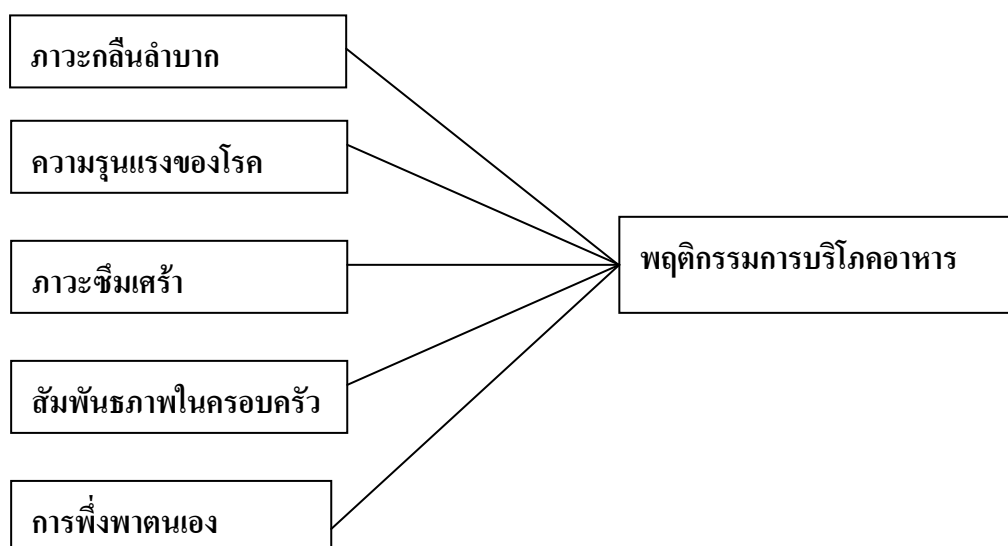 ภาวะกลืนลำบาก
ความรุนแรงของโรค
ภาวะซึมเศร้า
สัมพันธภาพในครอบครัว
การพึ่งพาตนเอง
พฤติกรรมการบริโภคอาหาร